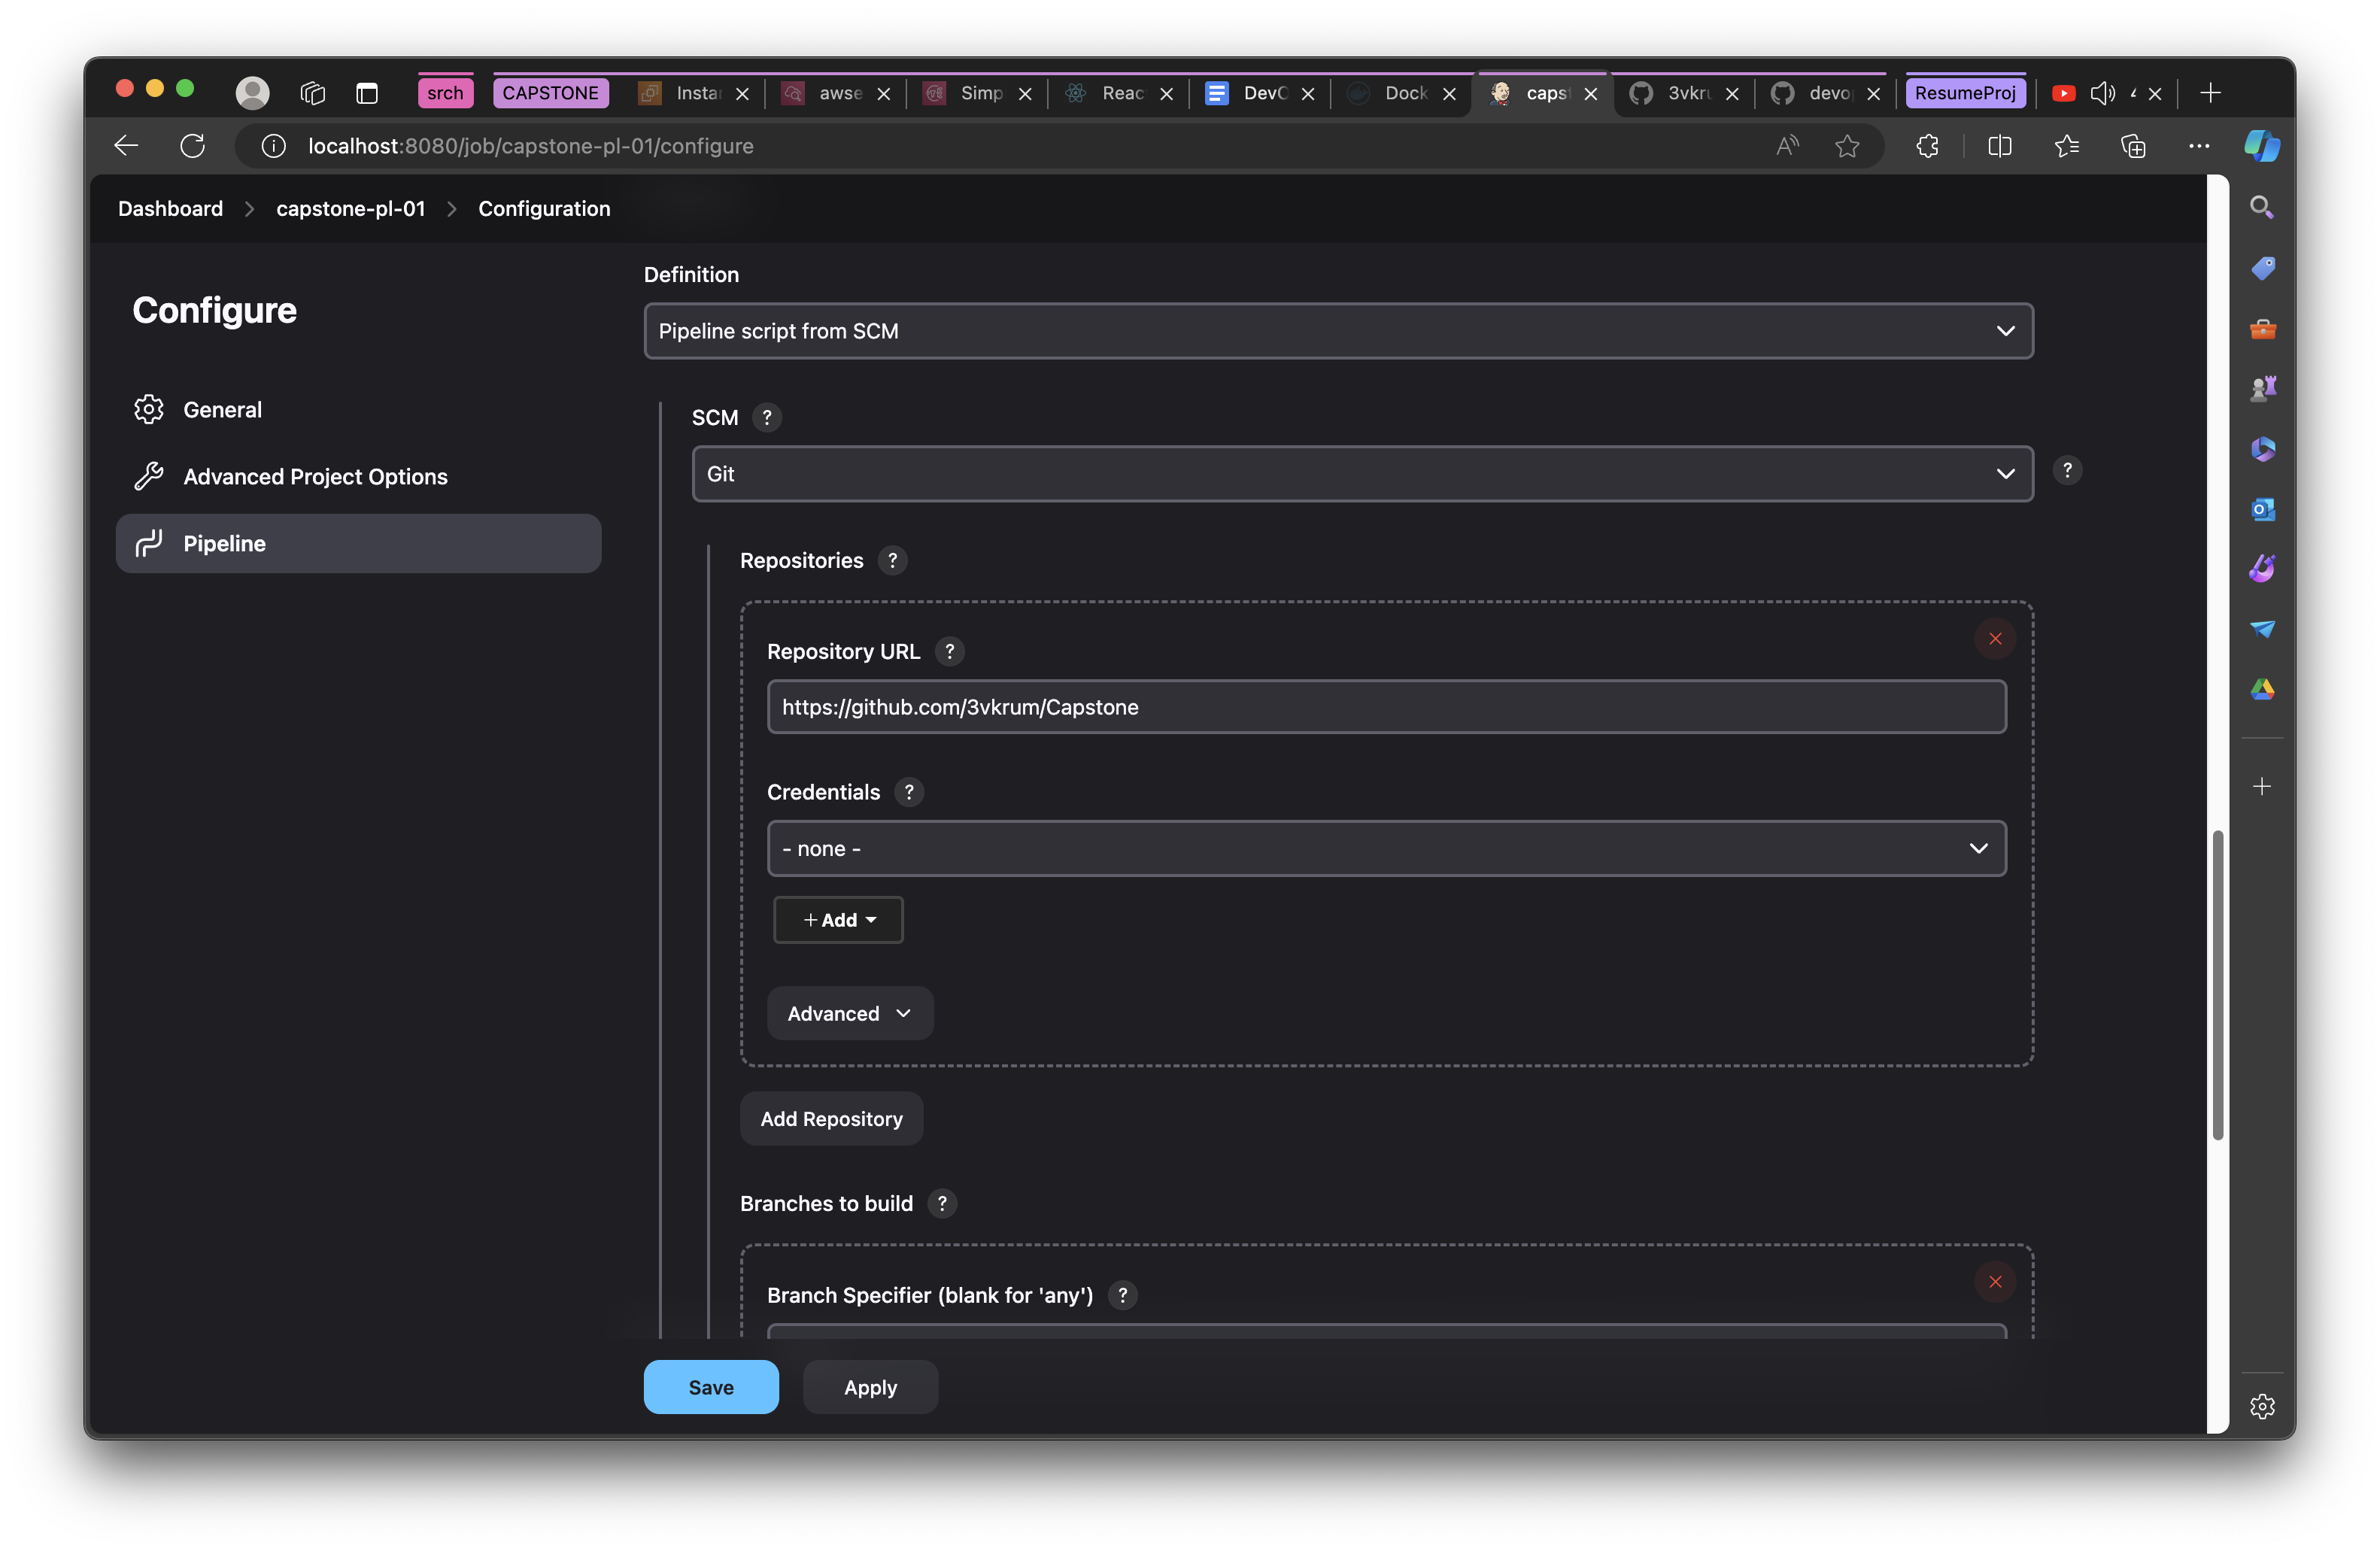 srch
CAPSTONE
Instar
awse
Simp
Reac
DevO
Dock
capst
3vkru
devo
ResumeProj
localhost:8080/job/capstone-pl-01/configure
Dashboard
capstone-pl-01
Configuration
Configure
General
Advanced Project Options
Pipeline
Definition
Pipeline script from SCM
SCM ?
Git
?
Repositories ?
Repository URL ?
https://github.com/3vkrum/Capstone
Credentials ?
- none -
+ Add
Advanced
Add Repository
Branches to build ?
Branch Specifier (blank for 'any') ?
Save
Apply